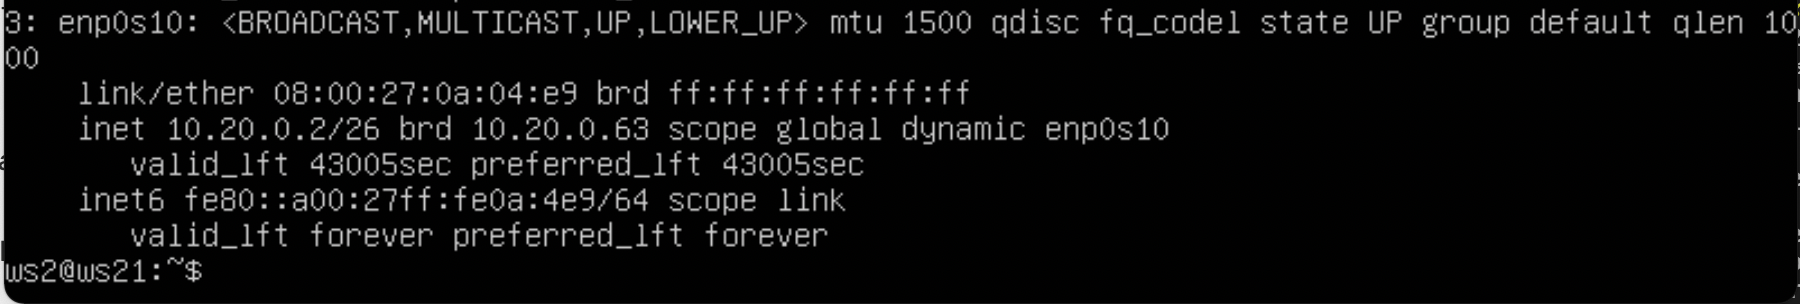 3: enp0s10: <BROADCAST,MULTICAST,UP,LOWER_UP> mtu 1500 qdisc fq_codel state UP group default qlen 10
00
    link/ether 08:00:27:0a:04:e9 brd ff:ff:ff:ff:ff:ff
    inet 10.20.0.2/26 brd 10.20.0.63 scope global dynamic enp0s10
       valid_lft 43005sec preferred_lft 43005sec
    inet6 fe80::a00:27ff:fe0a:4e9/64 scope link
       valid_lft forever preferred_lft forever
ws2@ws21:~$